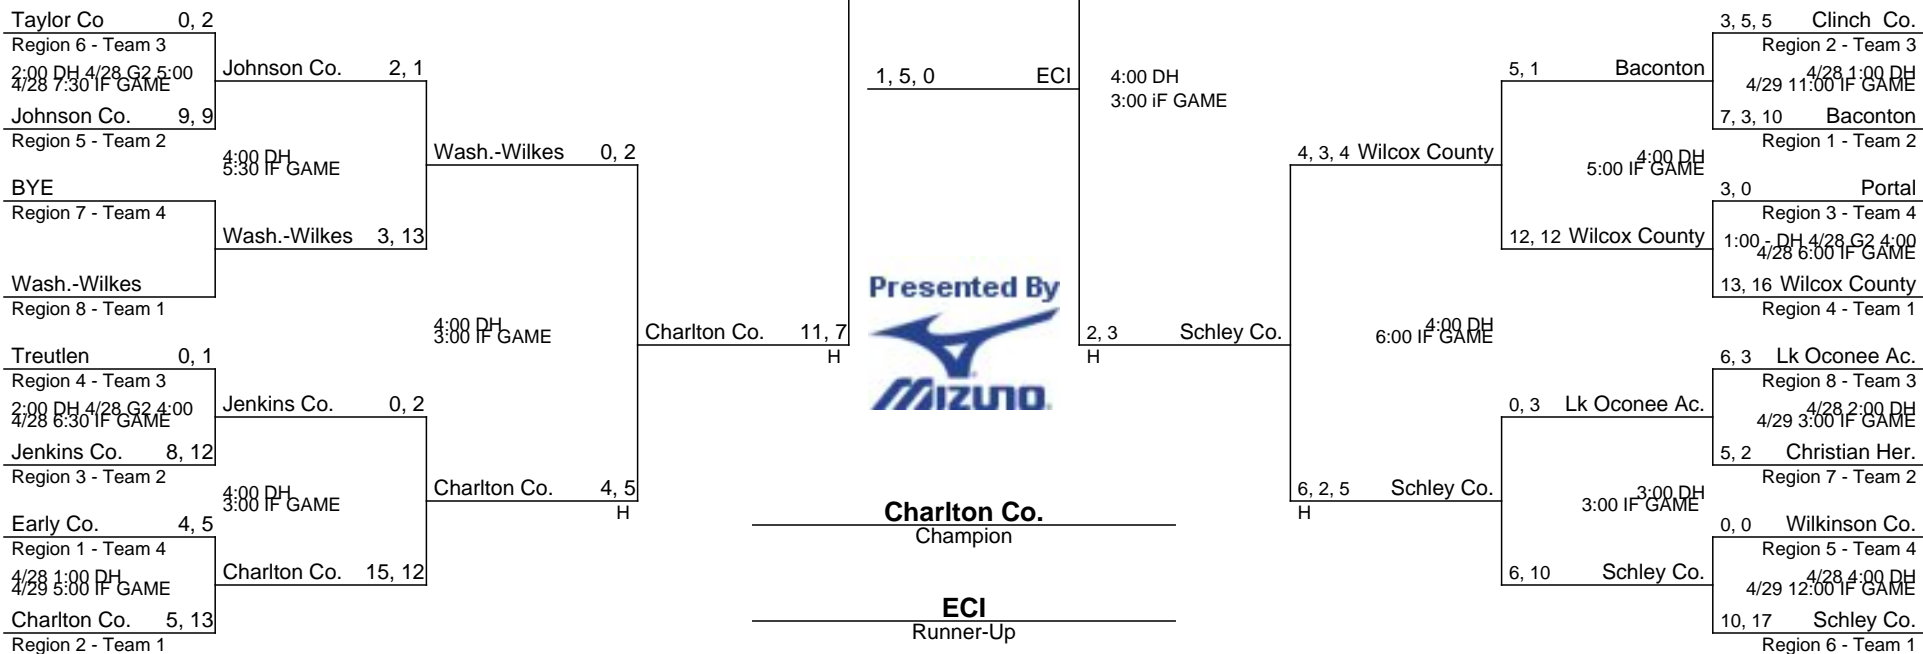 Taylor Co 0, 2
Region 6 - Team 3
2:00 DH 4/28 G2 5:00
4/28 7:30 IF GAME
Johnson Co. 9, 9
Region 5 - Team 2
BYE
Region 7 - Team 4
Wash.-Wilkes
Region 8 - Team 1
Treutlen 0, 1
Region 4 - Team 3
2:00 DH 4/28 G2 4:00
4/28 6:30 IF GAME
Jenkins Co. 8, 12
Region 3 - Team 2
Early Co. 4, 5
Region 1 - Team 4
4/28 1:00 DH
4/29 5:00 IF GAME
Charlton Co. 5, 13
Region 2 - Team 1
Johnson Co. 2, 1
4:00 DH
5:30 IF GAME
Wash.-Wilkes 3, 13
Jenkins Co. 0, 2
4:00 DH
3:00 IF GAME
Charlton Co. 15, 12
Wash.-Wilkes 0, 2
4:00 DH
3:00 IF GAME
Charlton Co. 4, 5
H
Charlton Co. 11, 7
H
1, 5, 0 ECI
4:00 DH
3:00 iF GAME
Presented By
MIZUNO
Charlton Co.
Champion
ECI
Runner-Up
2, 3 Schley Co.
H
4, 3, 4 Wilcox County
4:00 DH
6:00 IF GAME
6, 2, 5 Schley Co.
H
5, 1 Baconton
4:00 DH
5:00 IF GAME
12, 12 Wilcox County
0, 3 Lk Oconee Ac.
3:00 DH
3:00 IF GAME
6, 10 Schley Co.
3, 5, 5 Clinch Co.
Region 2 - Team 3
4/28 1:00 DH
4/29 11:00 IF GAME
7, 3, 10 Baconton
Region 1 - Team 2
3, 0 Portal
Region 3 - Team 4
1:00 - DH 4/28 G2 4:00
4/28 6:00 IF GAME
13, 16 Wilcox County
Region 4 - Team 1
6, 3 Lk Oconee Ac.
Region 8 - Team 3
4/28 2:00 DH
4/29 3:00 IF GAME
5, 2 Christian Her.
Region 7 - Team 2
0, 0 Wilkinson Co.
Region 5 - Team 4
4/28 4:00 DH
4/29 12:00 IF GAME
10, 17 Schley Co.
Region 6 - Team 1